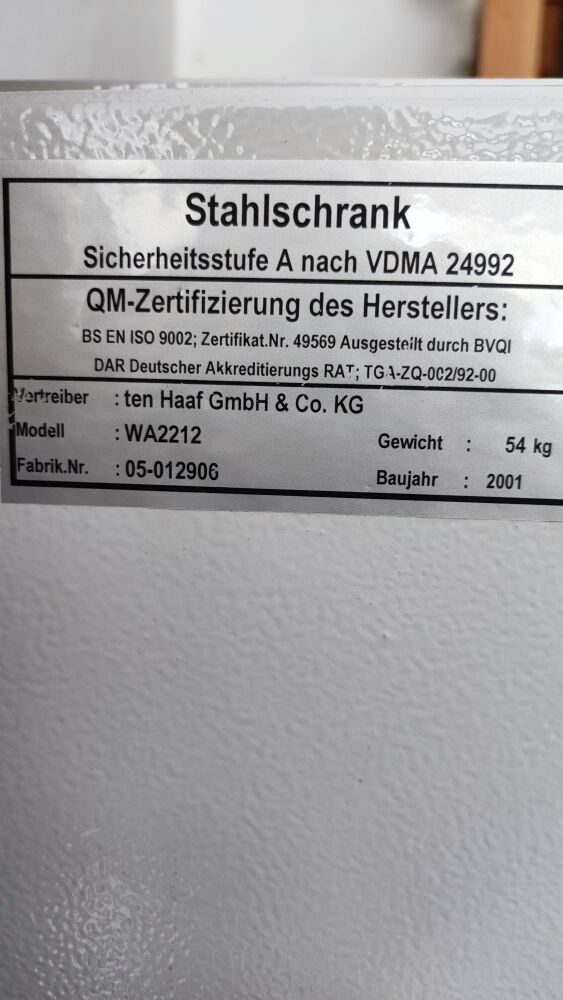 Stahlschrank
Sicherheitsstufe A nach VDMA 24992
QM-Zertifizierung des Herstellers:
BS EN ISO 9002; Zertifikat.Nr. 49569 Ausgestellt durch BVQI
DAR Deutscher Akkreditierungs RAT; TGA-ZQ-002/92-00
Vertreiber : ten Haaf GmbH & Co. KG
Modell : WA2212 Gewicht : 54 kg
Fabrik.Nr. : 05-012906 Baujahr : 2001